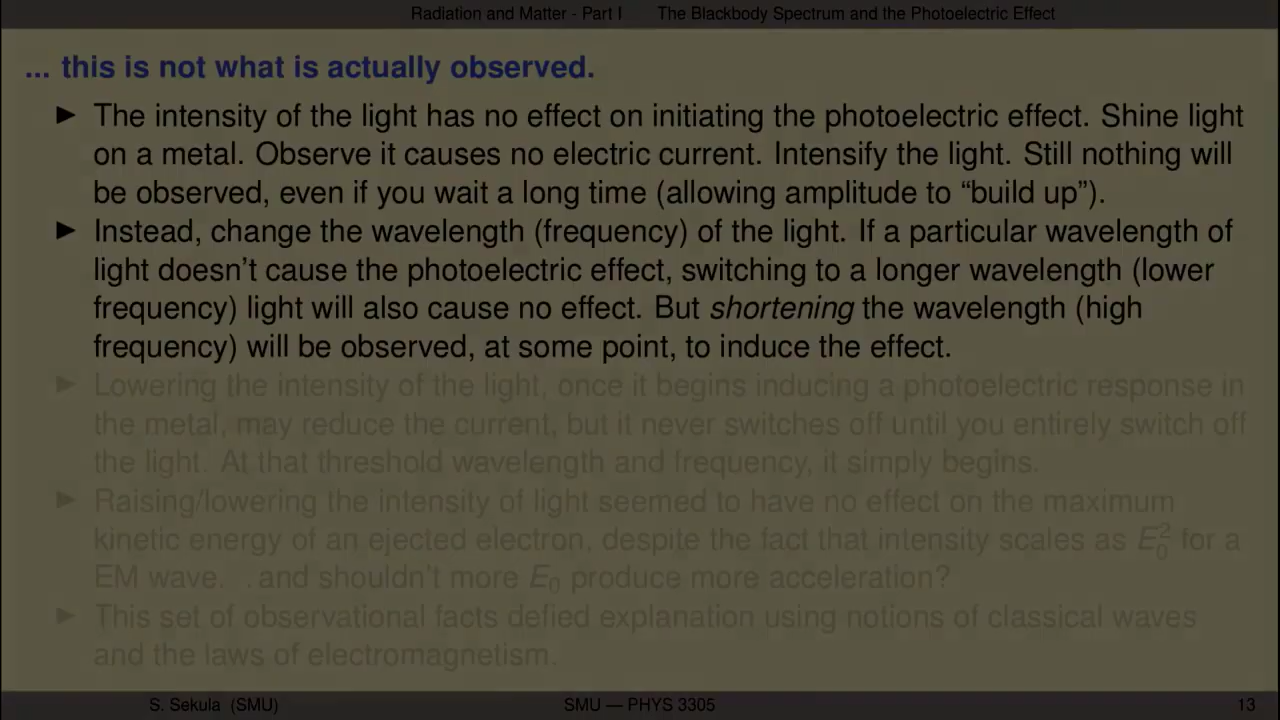 Radiation and Matter - Part I The Blackbody Spectrum and the Photoelectric Effect
... this is not what is actually observed.
▶ The intensity of the light has no effect on initiating the photoelectric effect. Shine light
on a metal. Observe it causes no electric current. Intensify the light. Still nothing will
be observed, even if you wait a long time (allowing amplitude to “build up”).
▶ Instead, change the wavelength (frequency) of the light. If a particular wavelength of
light doesn’t cause the photoelectric effect, switching to a longer wavelength (lower
frequency) light will also cause no effect. But shortening the wavelength (high
frequency) will be observed, at some point, to induce the effect.
▶ Lowering the intensity of the light, once it begins inducing a photoelectric response in
the metal, may reduce the current, but it never switches off until you entirely switch off
the light. At that threshold wavelength and frequency, it simply begins.
▶ Raising/lowering the intensity of light seemed to have no effect on the maximum
kinetic energy of an ejected electron, despite the fact that intensity scales as E₀² for a
EM wave. . . and shouldn’t more E₀ produce more acceleration?
▶ This set of observational facts defied explanation using notions of classical waves
and the laws of electromagnetism.
S. Sekula (SMU) SMU — PHYS 3305 13